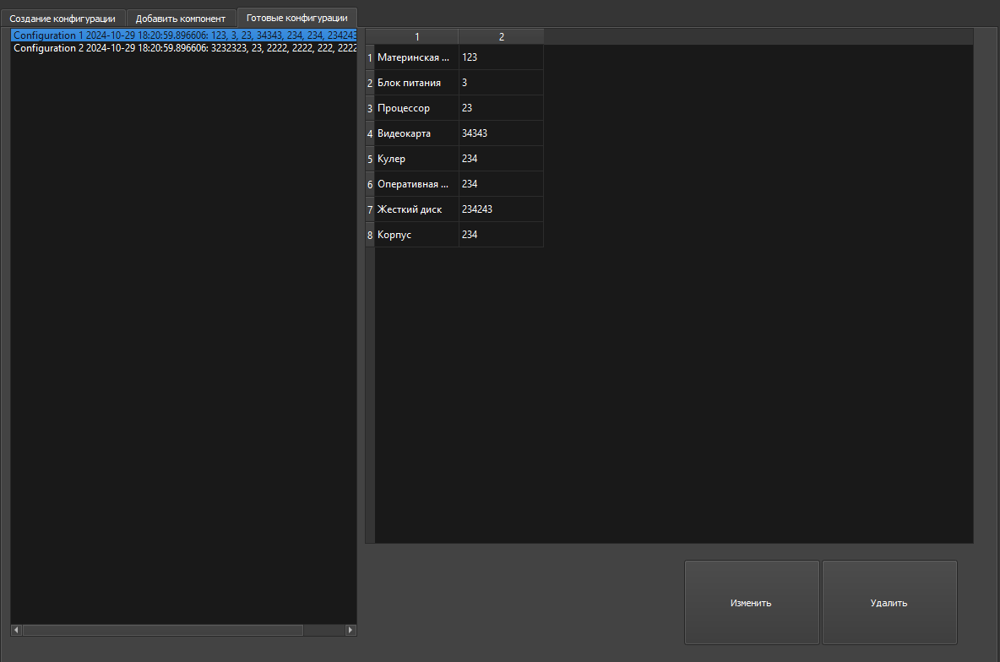 Создание конфигурации Добавить компонент Готовые конфигурации
Configuration 1 2024-10-29 18:20:59.896606: 123, 3, 23, 34343, 234, 234, 234243
Configuration 2 2024-10-29 18:20:59.896606: 3232323, 23, 2222, 2222, 222, 2222
1 2
1 Материнская ... 123
2 Блок питания 3
3 Процессор 23
4 Видеокарта 34343
5 Кулер 234
6 Оперативная ... 234
7 Жесткий диск 234243
8 Корпус 234
Изменить Удалить